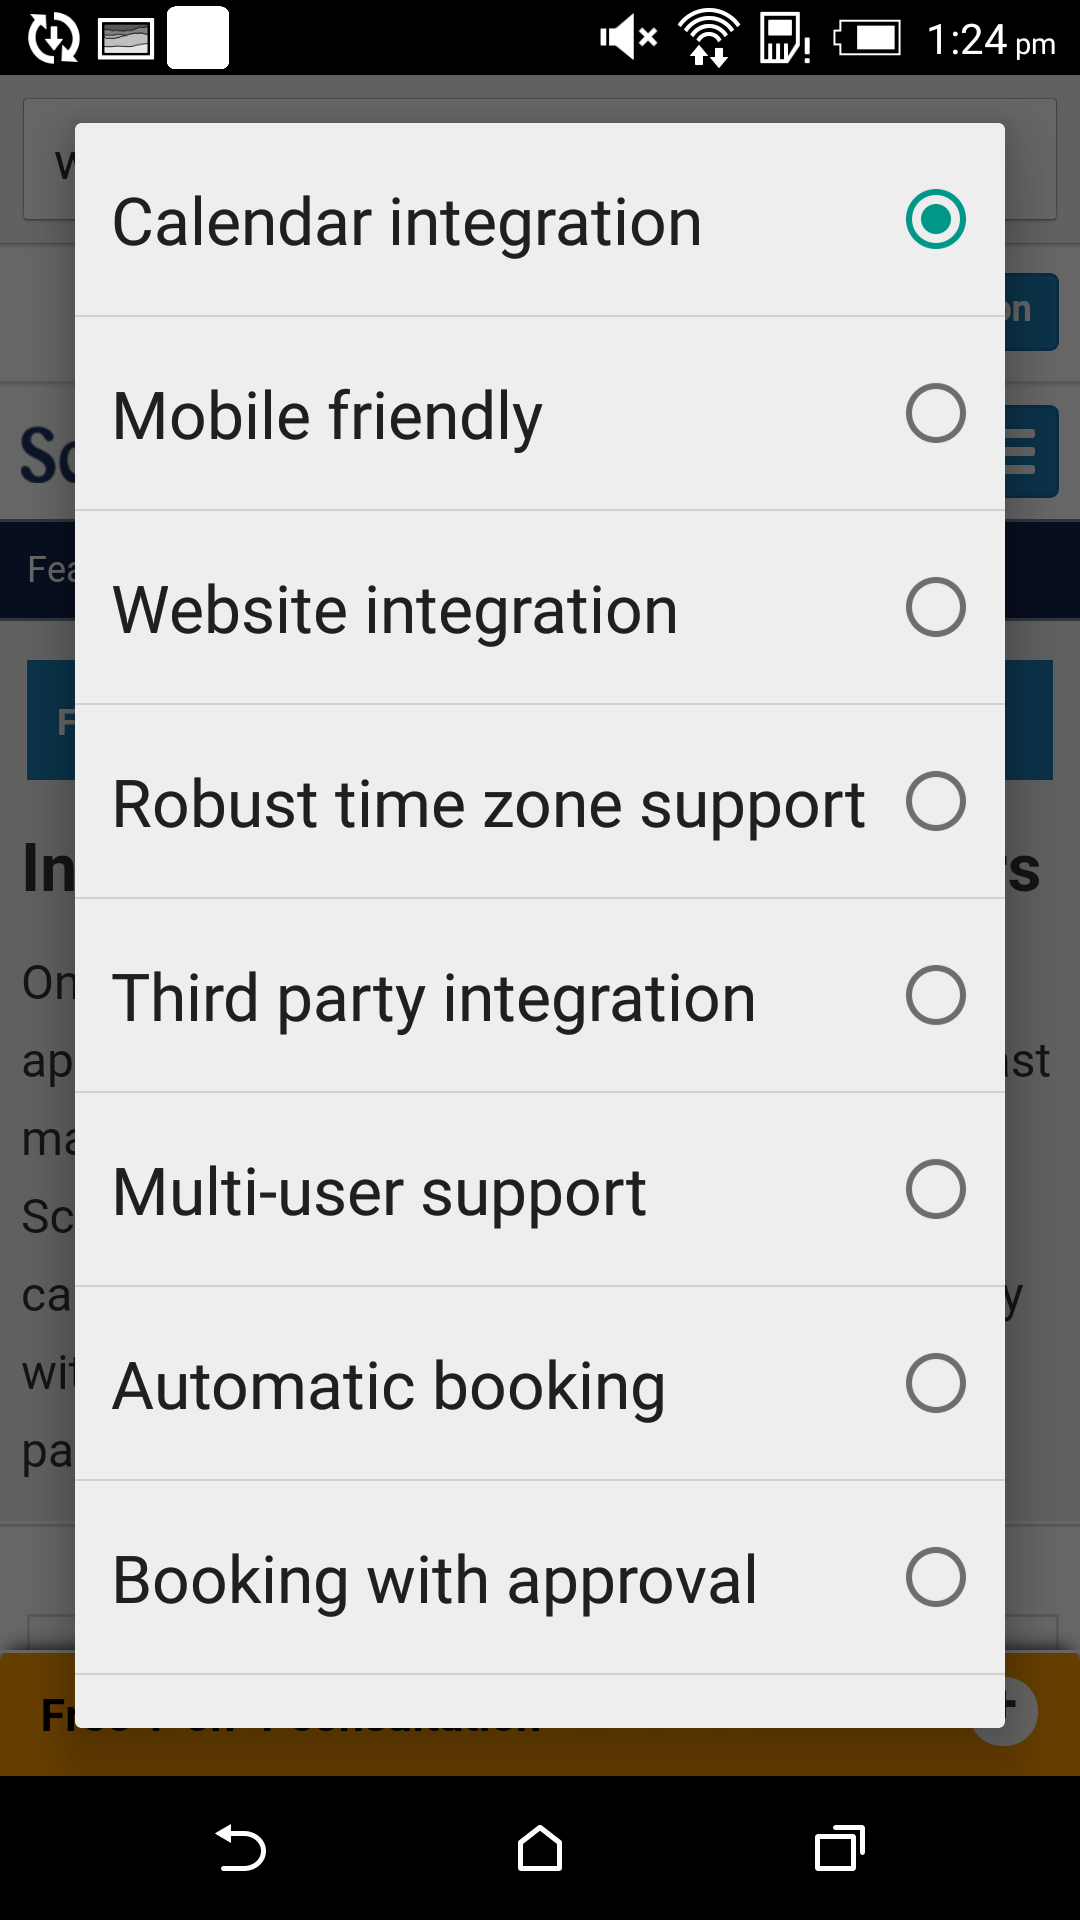 1:24 pm
Calendar integration
Mobile friendly
Website integration
Robust time zone support
Third party integration
Multi-user support
Automatic booking
Booking with approval